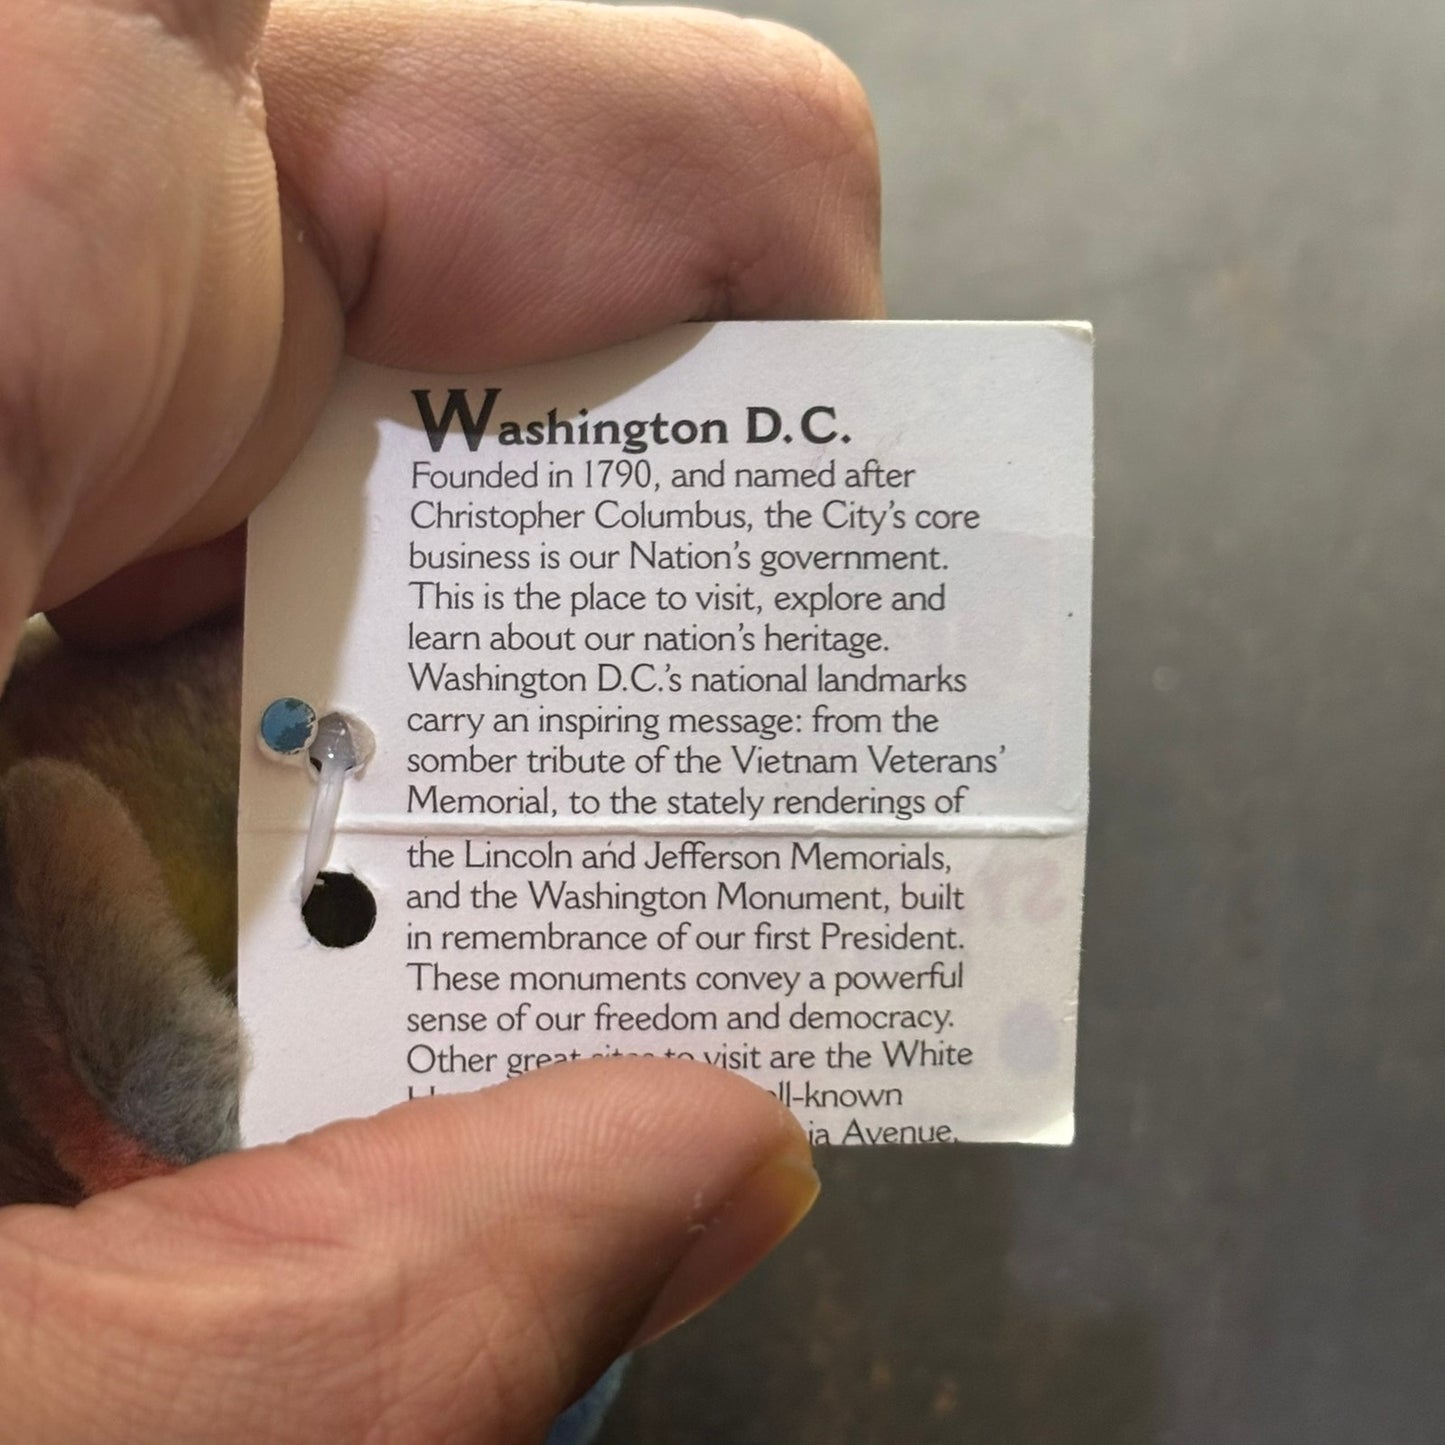 Washington D.C.
Founded in 1790, and named after
Christopher Columbus, the City's core
business is our Nation's government.
This is the place to visit, explore and
learn about our nation's heritage.
Washington D.C.'s national landmarks
carry an inspiring message: from the
somber tribute of the Vietnam Veterans'
Memorial, to the stately renderings of
the Lincoln and Jefferson Memorials,
and the Washington Monument, built
in remembrance of our first President.
These monuments convey a powerful
sense of our freedom and democracy.
Other great sites to visit are the White
ll-known
ia Avenue.